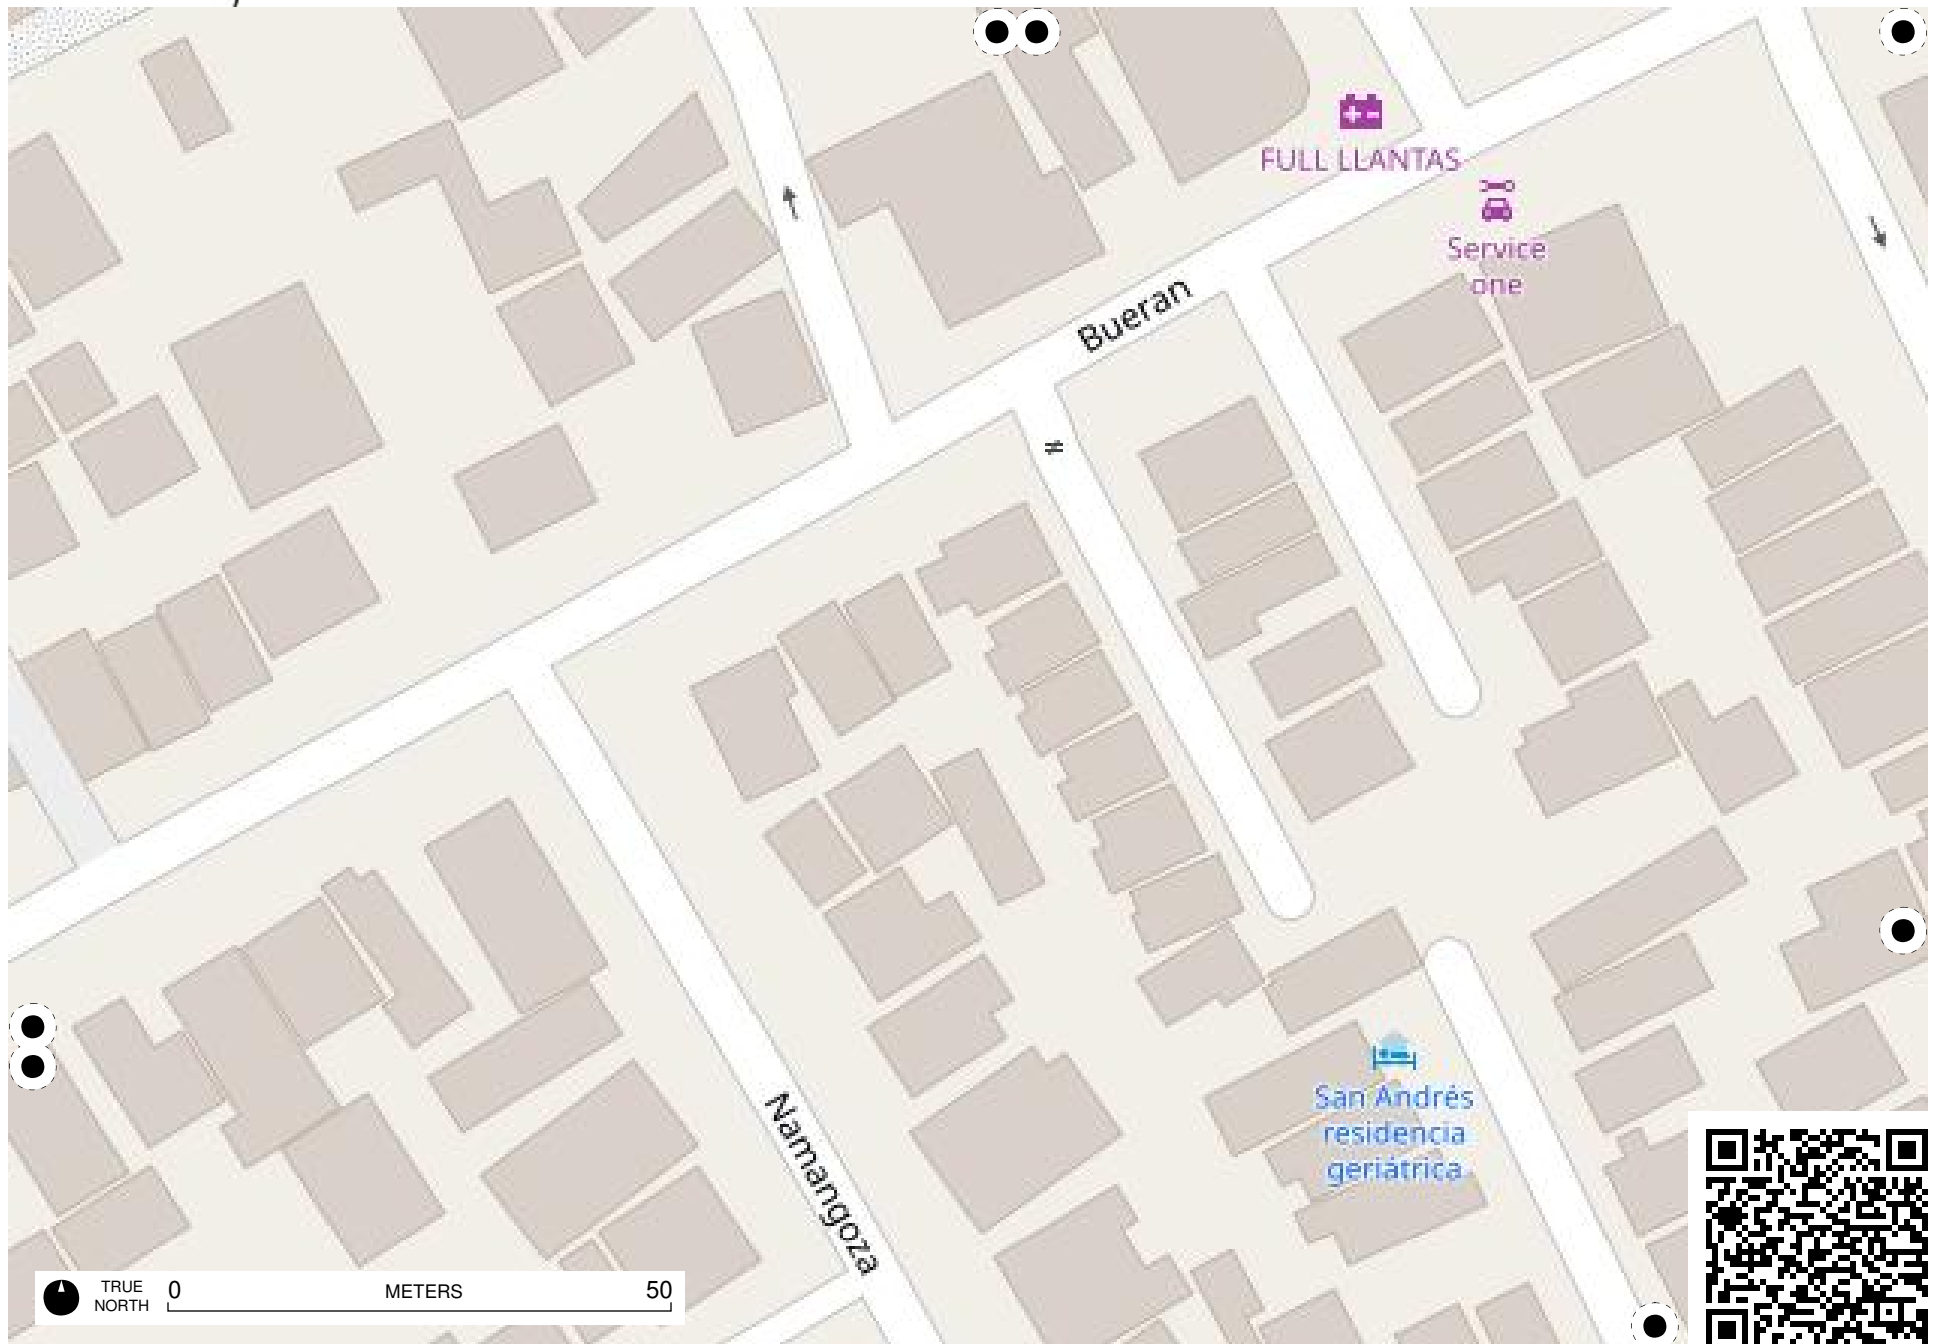 FULL LLANTAS
Service
one
Bueran
San Andrés
residencia
geriátrica
Namangoza
TRUE
NORTH
0 METERS 50